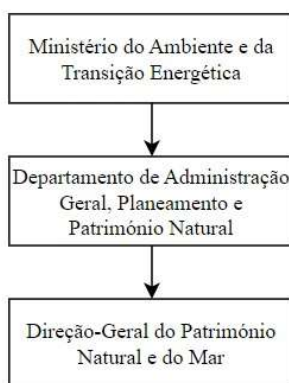 Ministério do Ambiente e da
Transição Energética
Departamento de Administração
Geral, Planeamento e
Património Natural
Direção-Geral do Património
Natural e do Mar